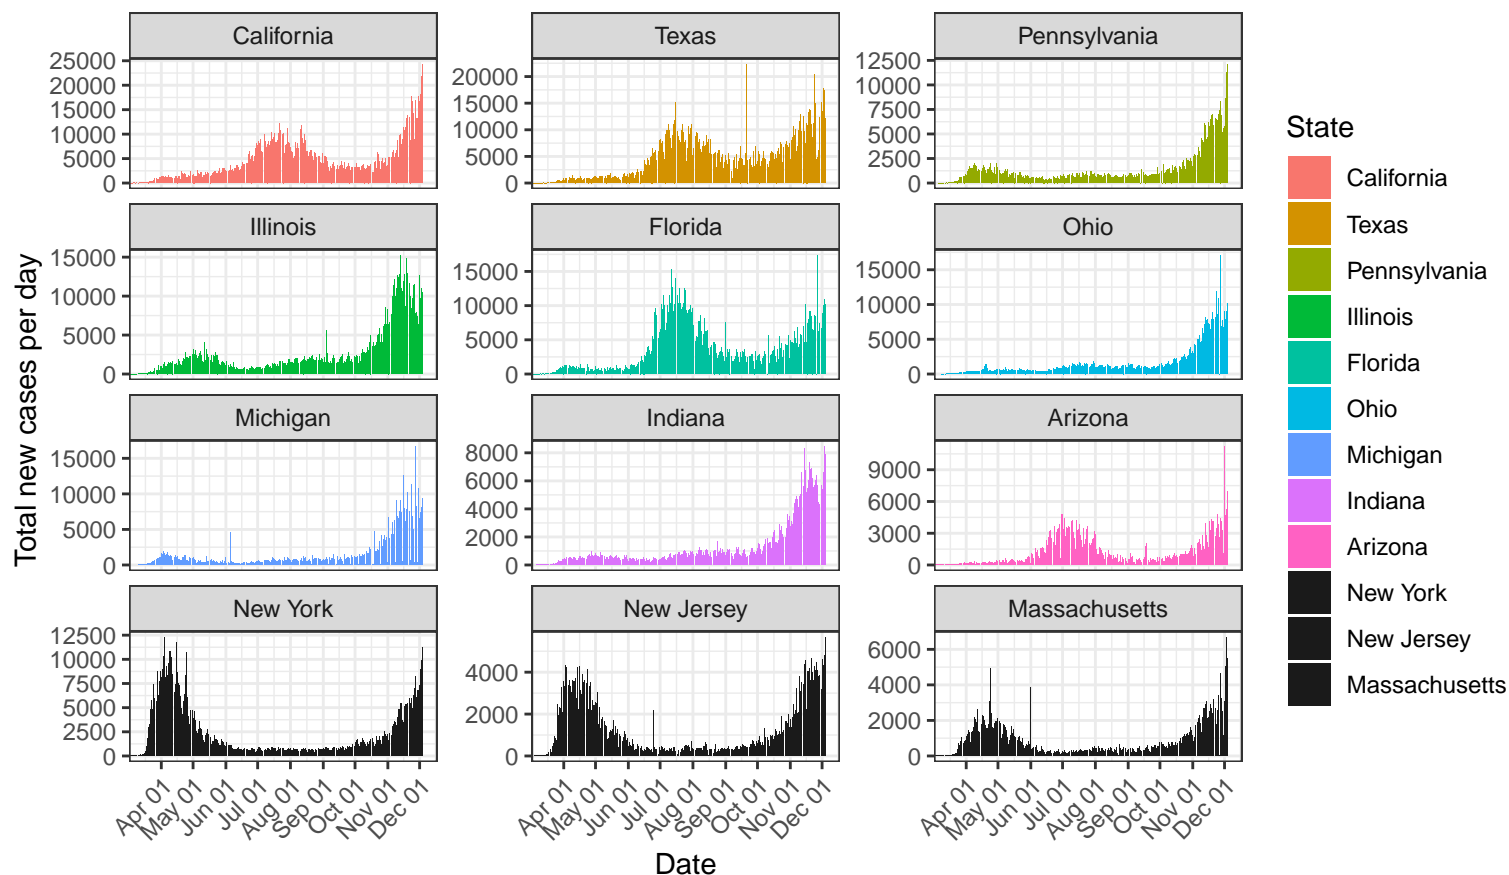 California
Texas
Pennsylvania
25000
20000
15000
10000
5000
0
20000
15000
10000
5000
0
12500
10000
7500
5000
2500
0
Illinois
Florida
Ohio
15000
10000
5000
0
15000
10000
5000
0
15000
10000
5000
0
Michigan
Indiana
Arizona
15000
10000
5000
0
8000
6000
4000
2000
0
9000
6000
3000
0
New York
New Jersey
Massachusetts
12500
10000
7500
5000
2500
0
4000
2000
0
6000
4000
2000
0
Apr 01
May 01
Jun 01
Jul 01
Aug 01
Sep 01
Oct 01
Nov 01
Dec 01
Apr 01
May 01
Jun 01
Jul 01
Aug 01
Sep 01
Oct 01
Nov 01
Dec 01
Apr 01
May 01
Jun 01
Jul 01
Aug 01
Sep 01
Oct 01
Nov 01
Dec 01
Date
Total new cases per day
State
California
Texas
Pennsylvania
Illinois
Florida
Ohio
Michigan
Indiana
Arizona
New York
New Jersey
Massachusetts